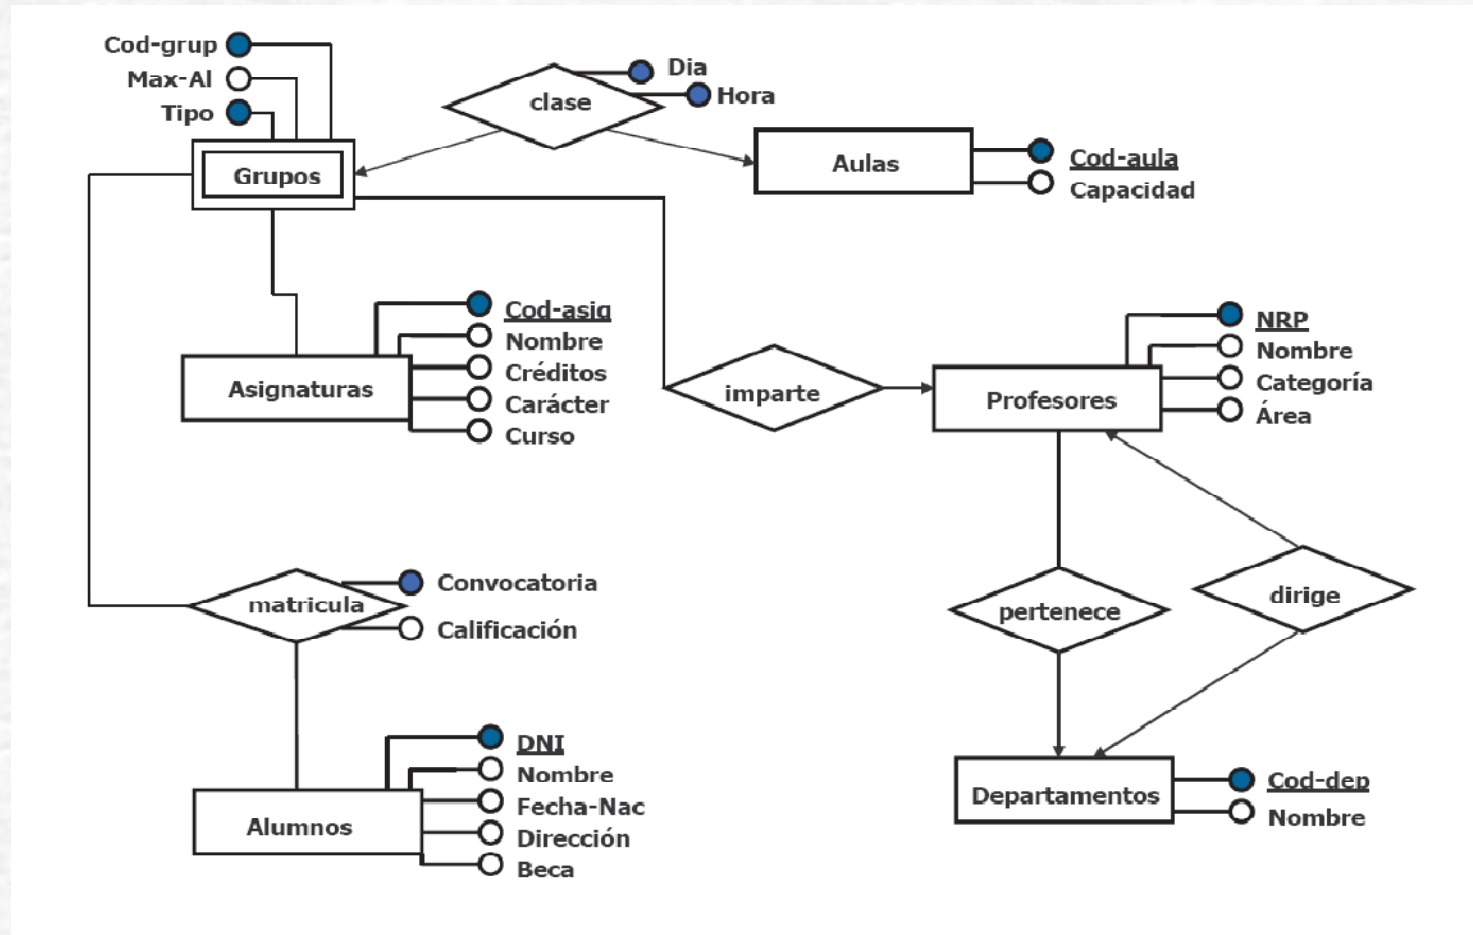 Cod-grup
Max-Al
Tipo
Grupos
clase
Dia
Hora
Aulas
Cod-aula
Capacidad
Asignaturas
Cod-asig
Nombre
Créditos
Carácter
Curso
imparte
Profesores
NRP
Nombre
Categoría
Área
matricula
Convocatoria
Calificación
pertenece
dirige
Alumnos
DNI
Nombre
Fecha-Nac
Dirección
Beca
Departamentos
Cod-dep
Nombre